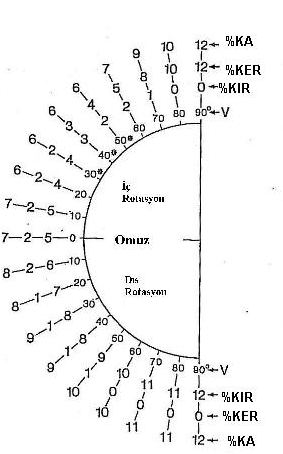 12 ← %KA
12 ← %KER
0 ← %KIR
90° ← V
10-10-0 80
9-8-1 70
7-5-2 60
6-4-2 50*
6-3-3 40*
6-2-4 30*
6-2-4 20
7-2-5 10
7-2-5 0
İç
Rotasyon
Omuz
Dıs
Rotasyon
8-2-6 10
8-1-7 20
9-1-8 30
9-1-8 40
10-1-9 50
10-0-10 60
11-0-11 70
11-0-11 80
90° ← V
12 ← %KIR
0 ← %KER
12 ← %KA